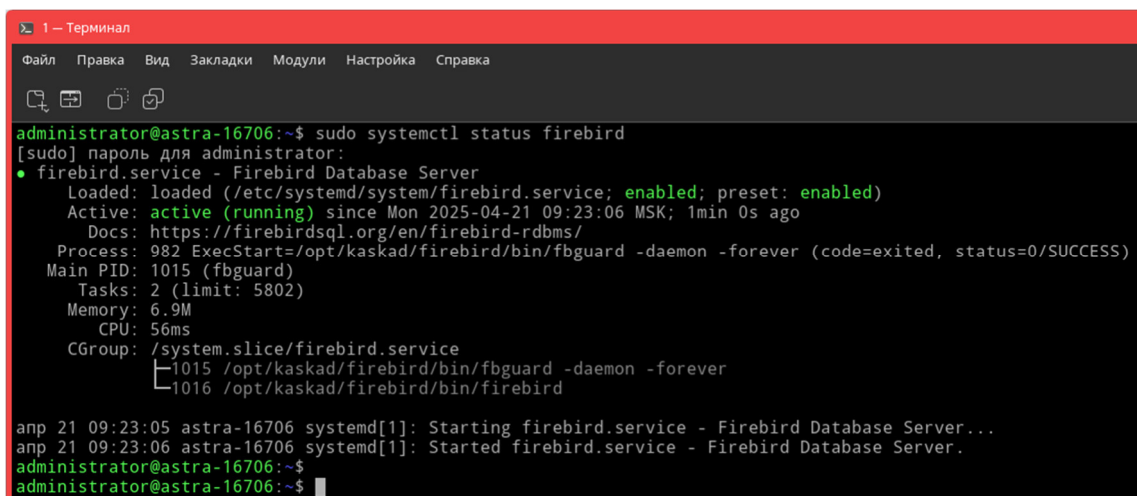 1 — Терминал
Файл Правка Вид Закладки Модули Настройка Справка
administrator@astra-16706:~$ sudo systemctl status firebird
[sudo] пароль для administrator:
● firebird.service - Firebird Database Server
Loaded: loaded (/etc/systemd/system/firebird.service; enabled; preset: enabled)
Active: active (running) since Mon 2025-04-21 09:23:06 MSK; 1min 0s ago
Docs: https://firebirdsql.org/en/firebird-rdbms/
Process: 982 ExecStart=/opt/kaskad/firebird/bin/fbguard -daemon -forever (code=exited, status=0/SUCCESS)
Main PID: 1015 (fbguard)
Tasks: 2 (limit: 5802)
Memory: 6.9M
CPU: 56ms
CGroup: /system.slice/firebird.service
├─1015 /opt/kaskad/firebird/bin/fbguard -daemon -forever
└─1016 /opt/kaskad/firebird/bin/firebird
апр 21 09:23:05 astra-16706 systemd[1]: Starting firebird.service - Firebird Database Server...
апр 21 09:23:06 astra-16706 systemd[1]: Started firebird.service - Firebird Database Server.
administrator@astra-16706:~$
administrator@astra-16706:~$